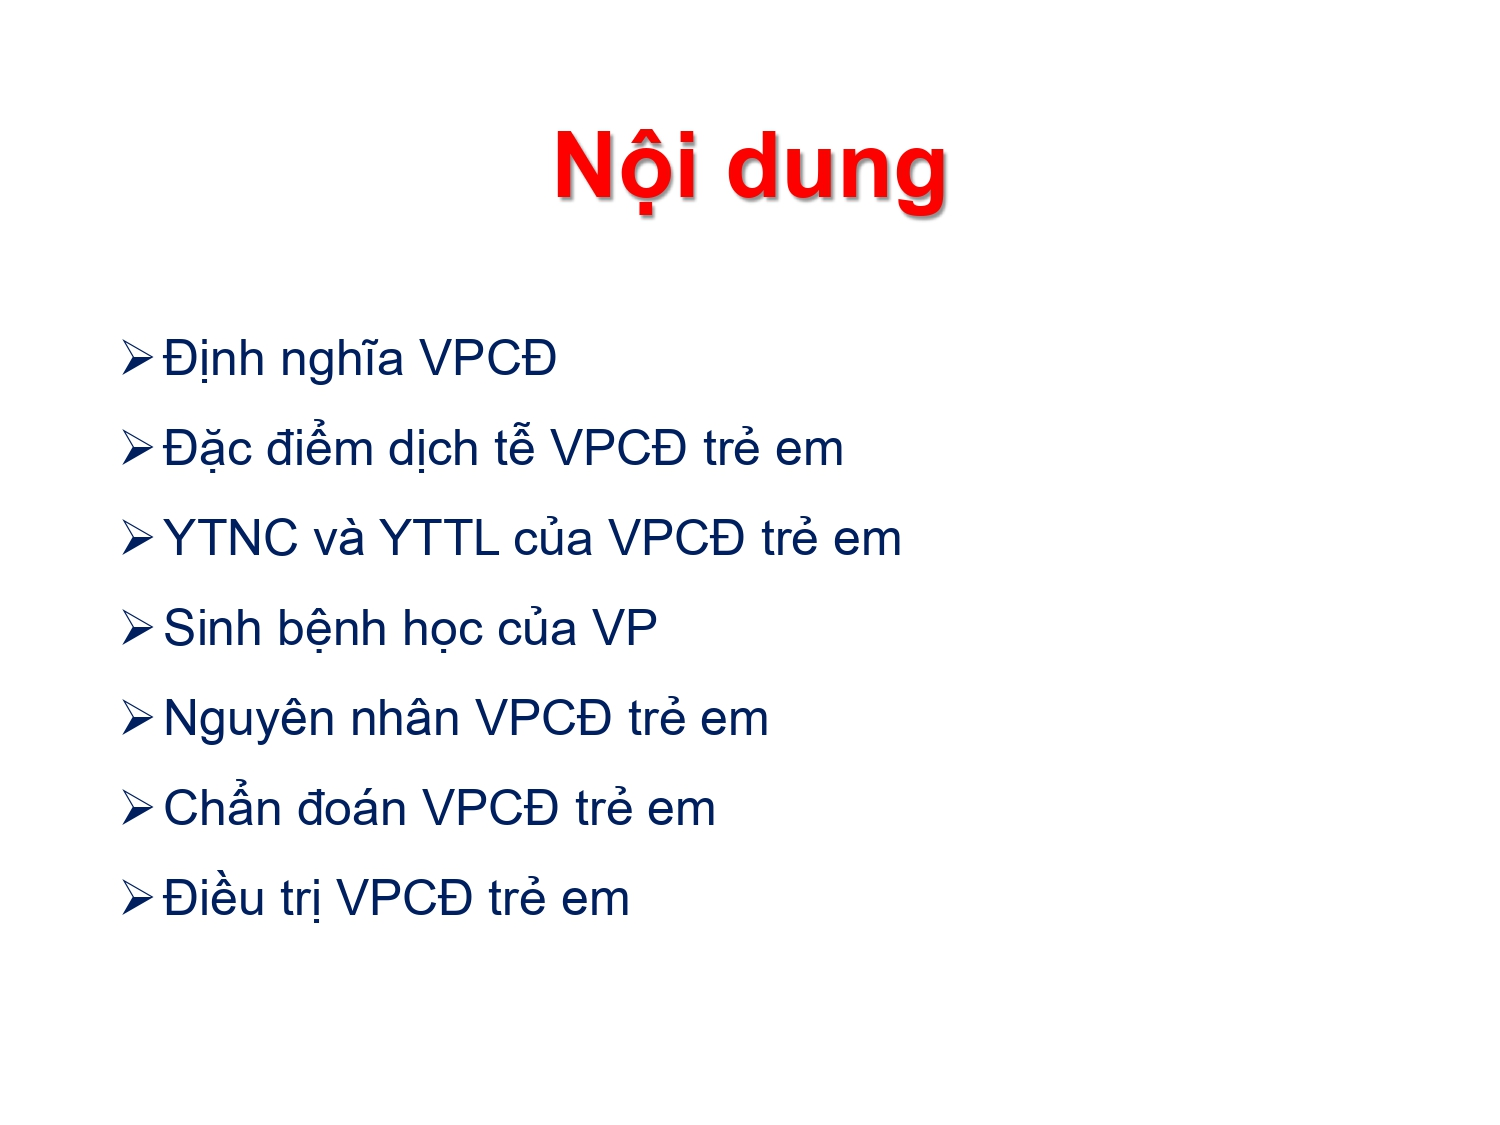 Nội dung
Định nghĩa VPCĐ
Đặc điểm dịch tễ VPCĐ trẻ em
YTNC và YTTL của VPCĐ trẻ em
Sinh bệnh học của VP
Nguyên nhân VPCĐ trẻ em
Chẩn đoán VPCĐ trẻ em
Điều trị VPCĐ trẻ em